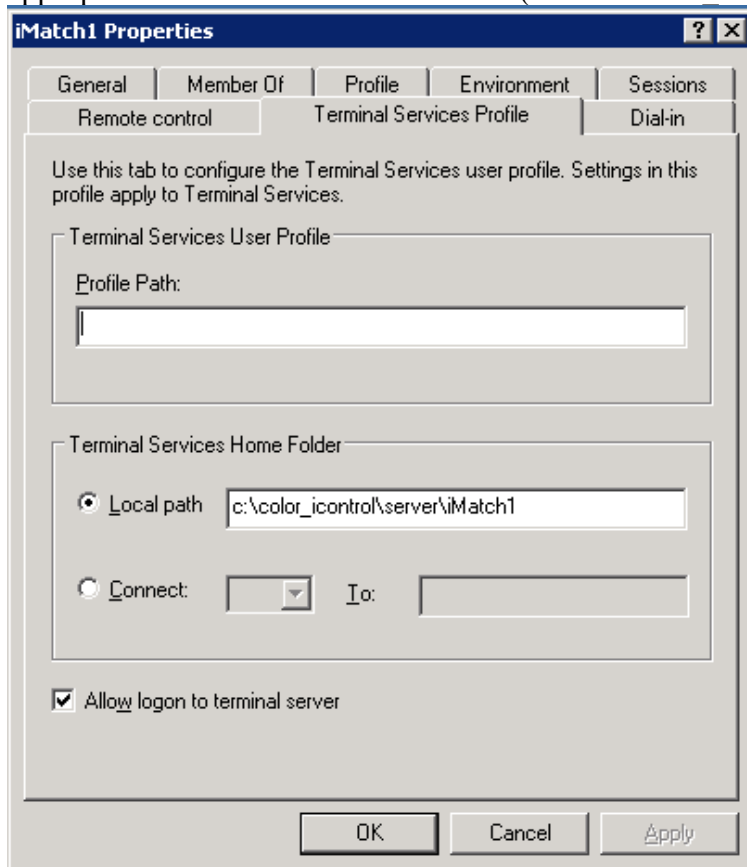 iMatch1 Properties
General Member Of Profile Environment Sessions
Remote control Terminal Services Profile Dial-in
Use this tab to configure the Terminal Services user profile. Settings in this
profile apply to Terminal Services.
Terminal Services User Profile
Profile Path:
Terminal Services Home Folder
Local path c:\color_icontrol\server\iMatch1
Connect: To:
Allow logon to terminal server
OK Cancel Apply